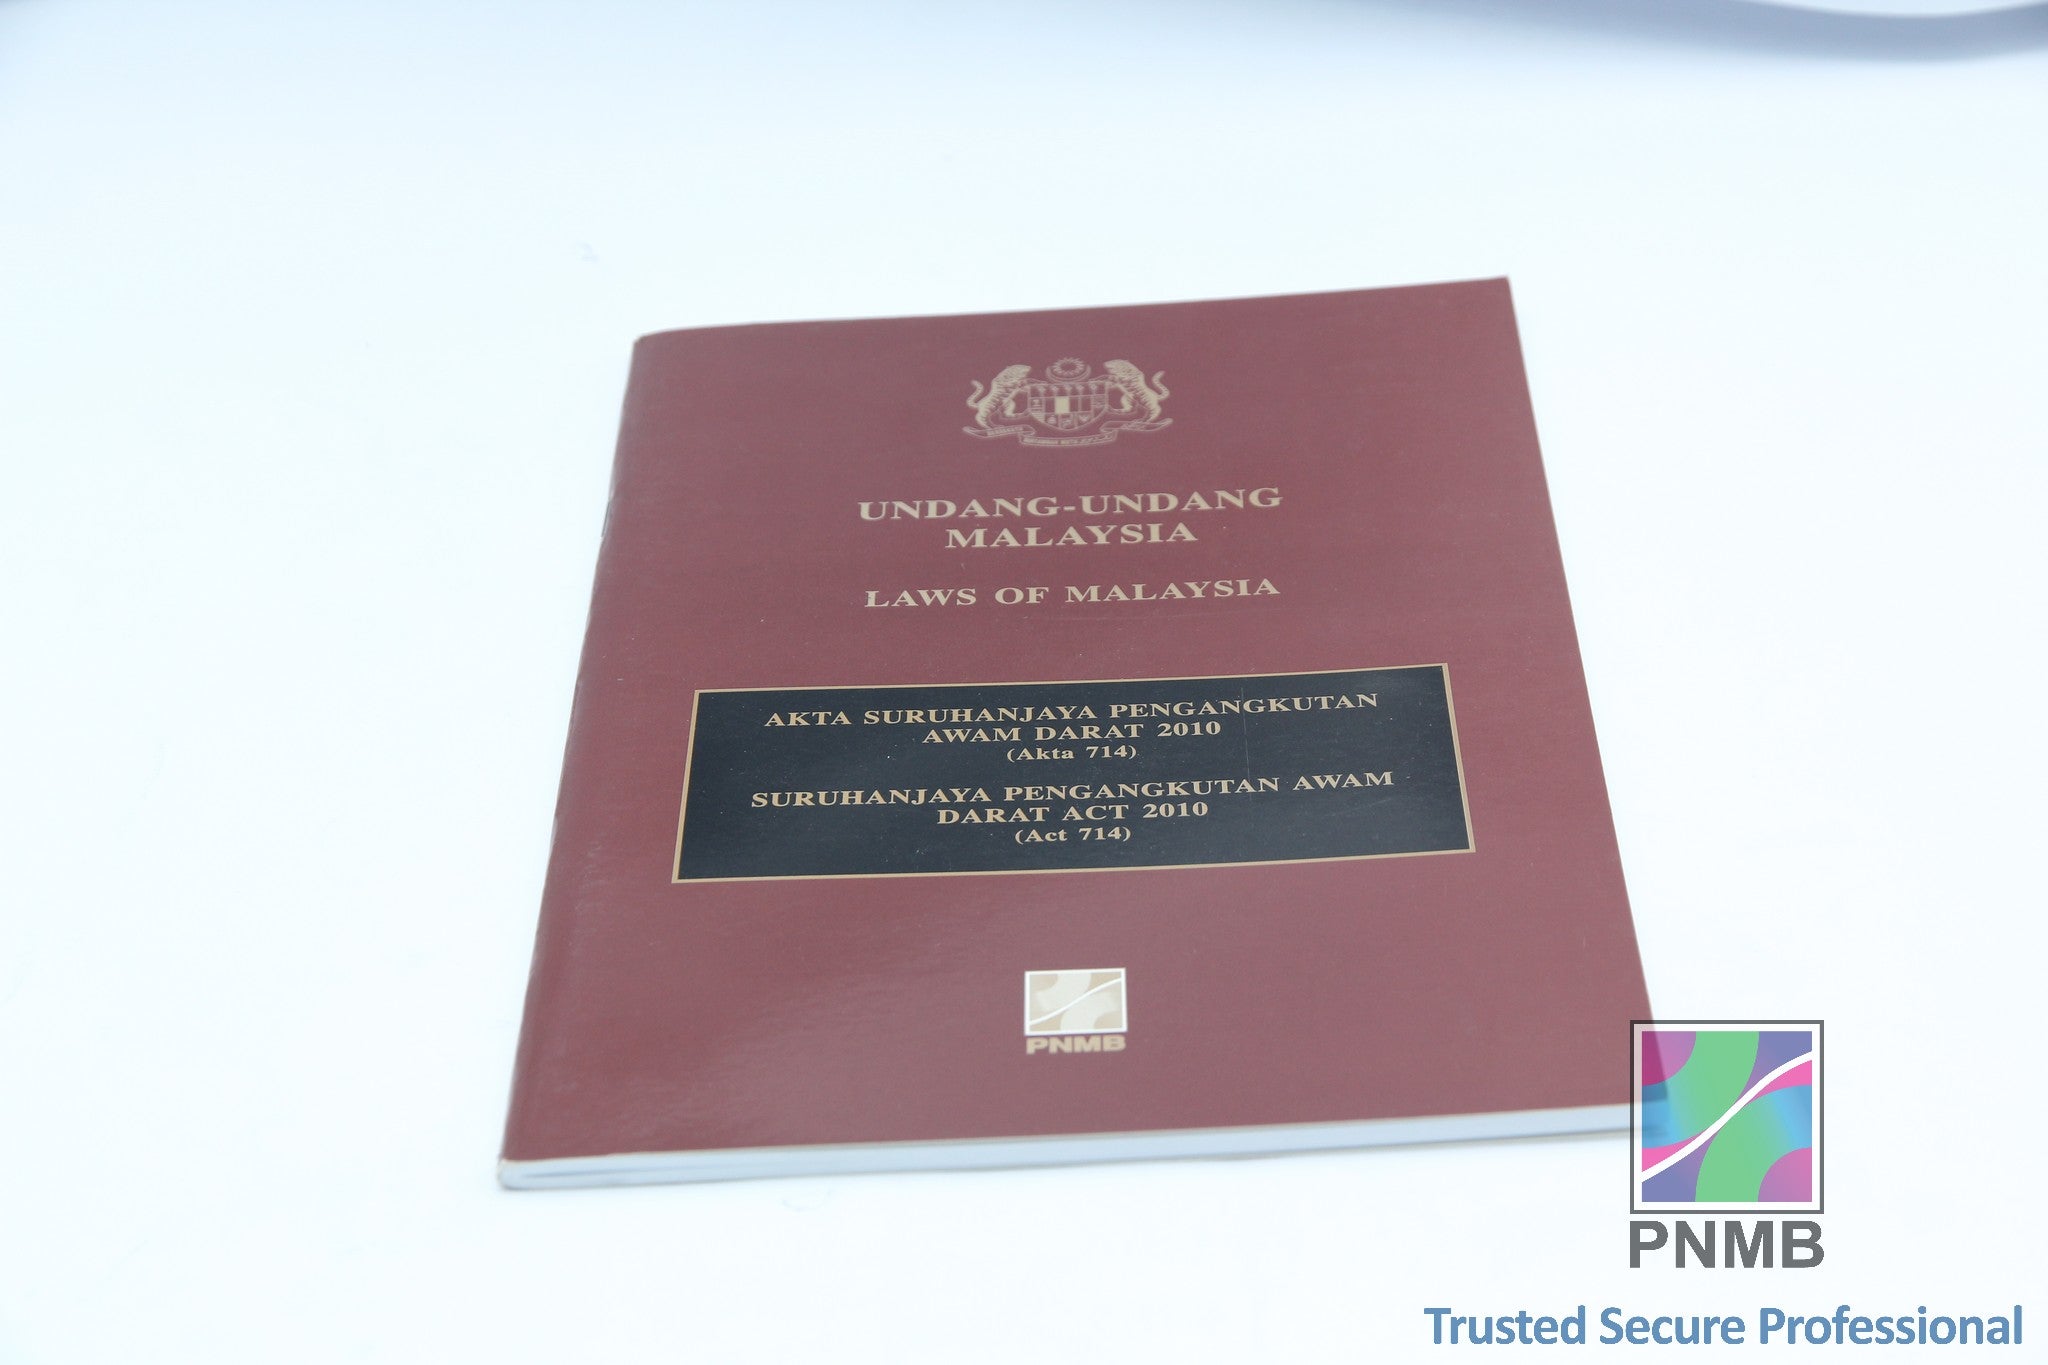 UNDANG-UNDANG
MALAYSIA
LAWS OF MALAYSIA
AKTA SURUHANJAYA PENGANGKUTAN
AWAM DARAT 2010
(Akta 714)
SURUHANJAYA PENGANGKUTAN AWAM
DARAT ACT 2010
(Act 714)
PNMB
PNMB
Trusted Secure Professional